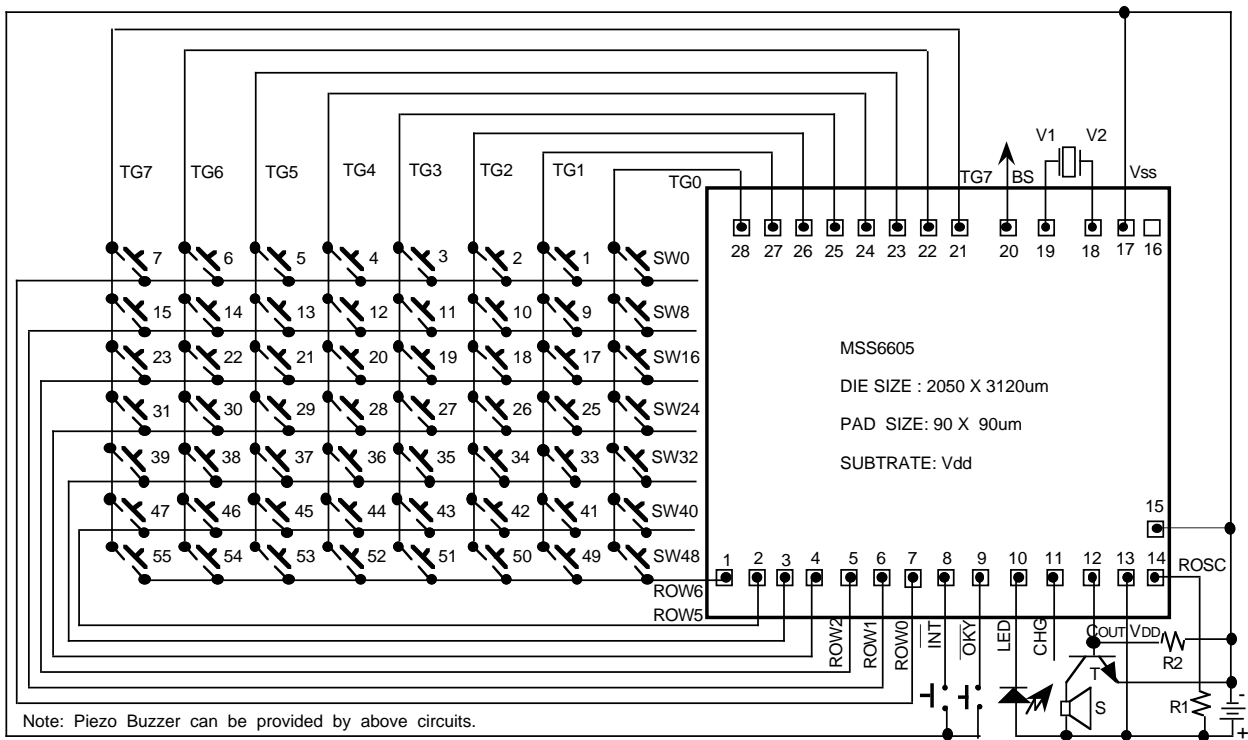 V1 V2
TG7 TG6 TG5 TG4 TG3 TG2 TG1 TG0 TG7 BS Vss
28 27 26 25 24 23 22 21 20 19 18 17 16
7 6 5 4 3 2 1 SW0
15 14 13 12 11 10 9 SW8
23 22 21 20 19 18 17 SW16
31 30 29 28 27 26 25 SW24
39 38 37 36 35 34 33 SW32
47 46 45 44 43 42 41 SW40
55 54 53 52 51 50 49 SW48
MSS6605
DIE SIZE : 2050 X 3120um
PAD SIZE: 90 X 90um
SUBTRATE: Vdd
15
1 2 3 4 5 6 7 8 9 10 11 12 13 14 ROSC
ROW6
ROW5
ROW2 ROW1 ROW0 INT OKY LED CHG COUT VDD
R2
T
S R1 -
+
Note: Piezo Buzzer can be provided by above circuits.